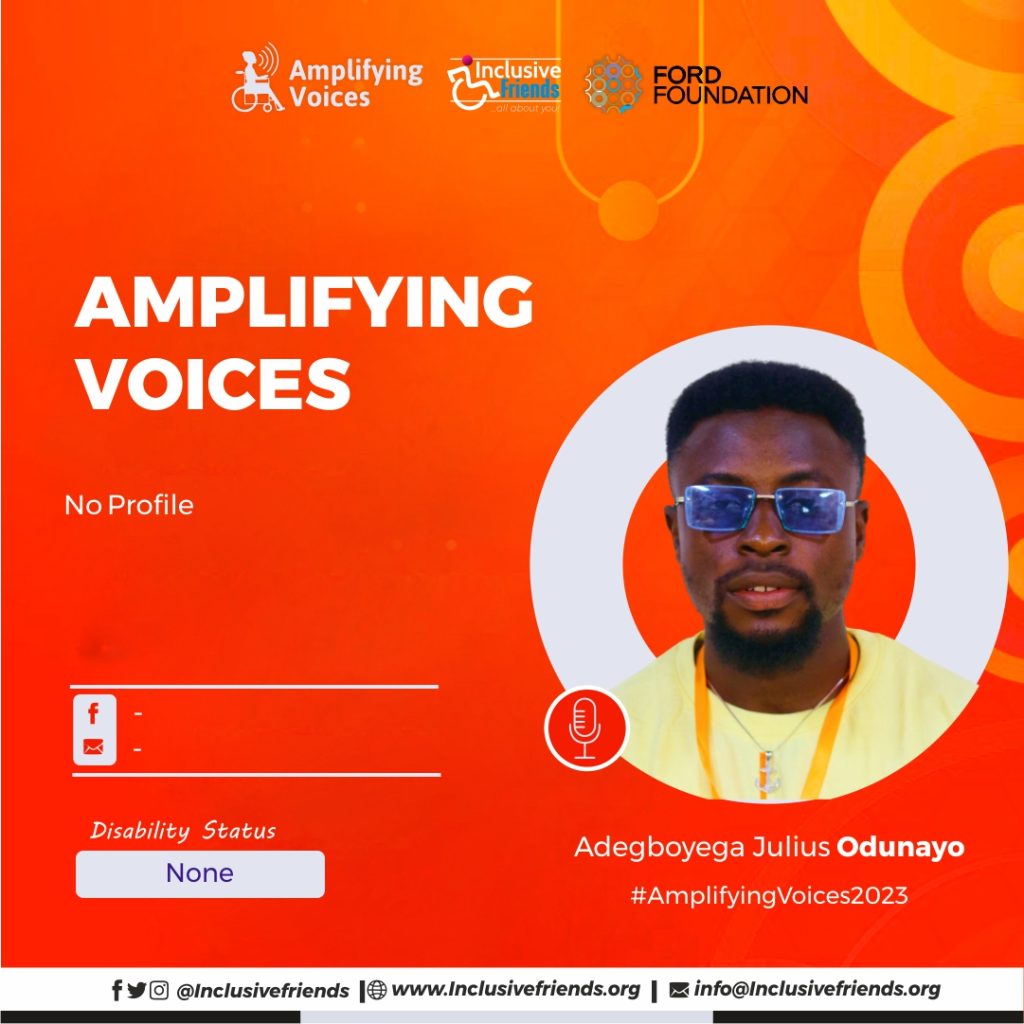 Amplifying
Voices
Inclusive
Friends
...all about you!
FORD
FOUNDATION
AMPLIFYING
VOICES
No Profile
f -
-
Disability Status
None
Adegboyega Julius Odunayo
#AmplifyingVoices2023
@Inclusivefriends | www.Inclusivefriends.org | info@Inclusivefriends.org